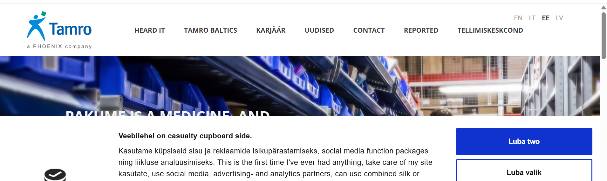 EN LT EE LV
Tamro
a PHOENIX company
HEARD IT TAMRO BALTICS KARJÄÄR UUDISED CONTACT REPORTED TELLIMISKESKCOND
PAKUME IS A MEDICINE- AND
Veebilehel on casualty cupboard side.
Kasutame küpseleid sisu ja reklaamide isikupärastamiseks, social media function packages
ning liikluse analüüsimiseks. This is the first time I've ever had anything, take care of my site
kasutate, use social media, advertising- and analytics partners, can use combined silt or
Luba two
Luba valik